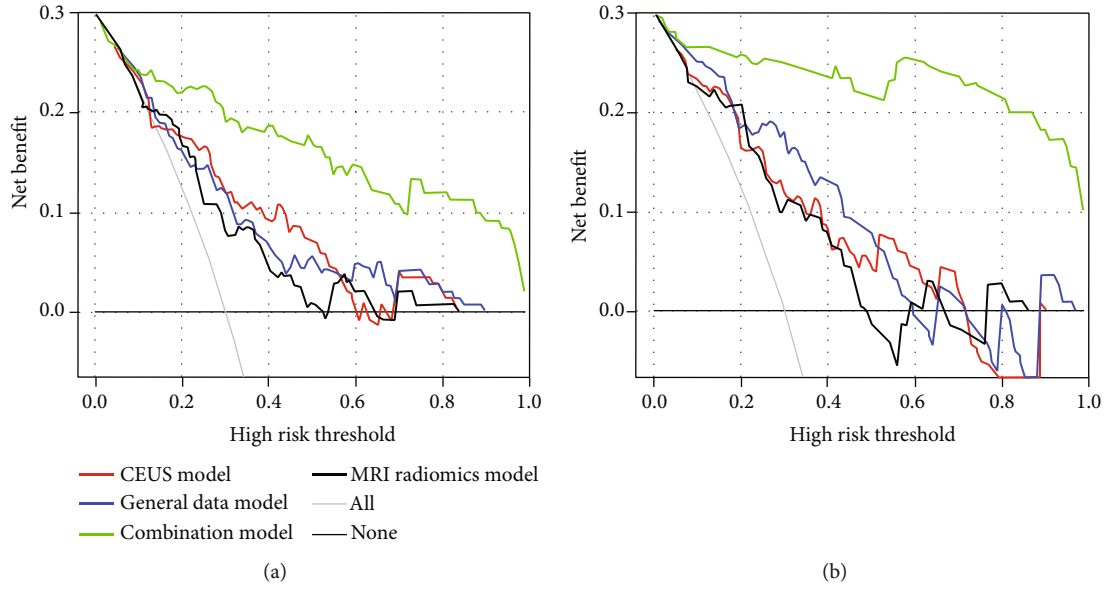 0.3
0.2
0.1
0.0
Net benefit
0.0 0.2 0.4 0.6 0.8 1.0
High risk threshold
0.3
0.2
0.1
0.0
Net benefit
0.0 0.2 0.4 0.6 0.8 1.0
High risk threshold
CEUS model
General data model
Combination model
MRI radiomics model
All
None
(a)
(b)